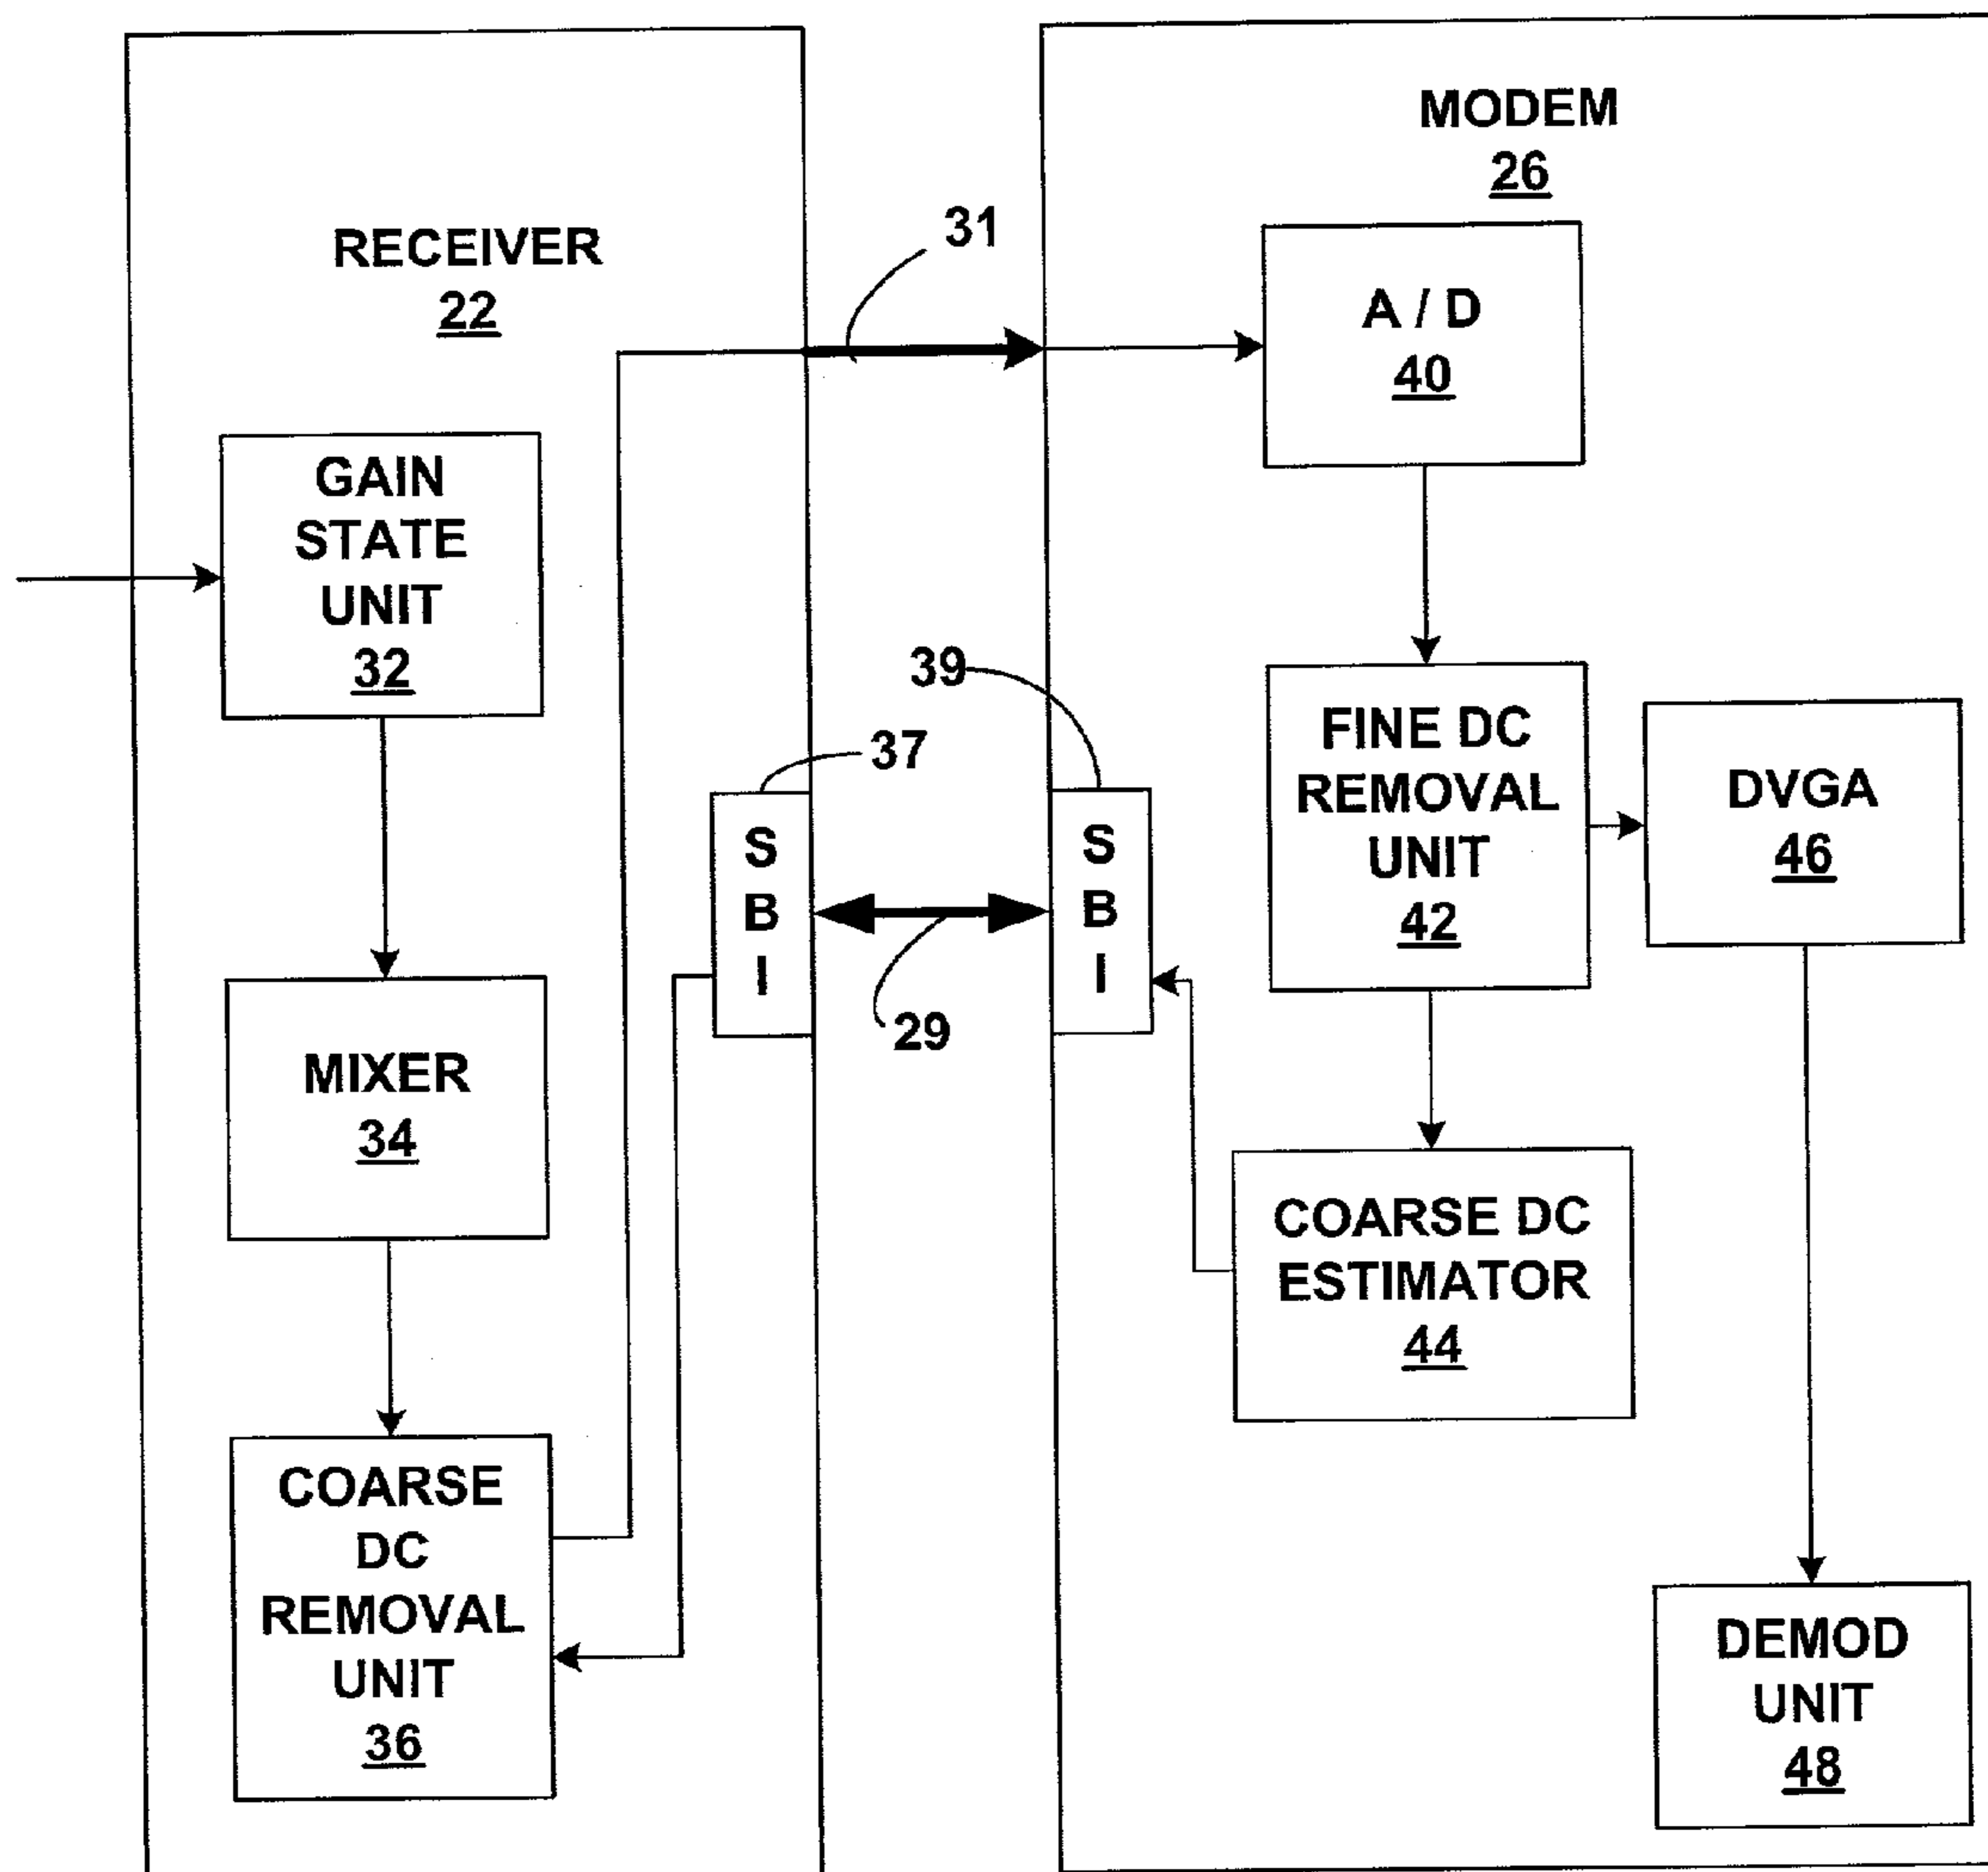 RECEIVER
22
GAIN
STATE
UNIT
32
MIXER
34
COARSE
DC
REMOVAL
UNIT
36
31
37
S
B
I
39
S
B
I
29
MODEM
26
A / D
40
FINE DC
REMOVAL
UNIT
42
DVGA
46
COARSE DC
ESTIMATOR
44
DEMOD
UNIT
48